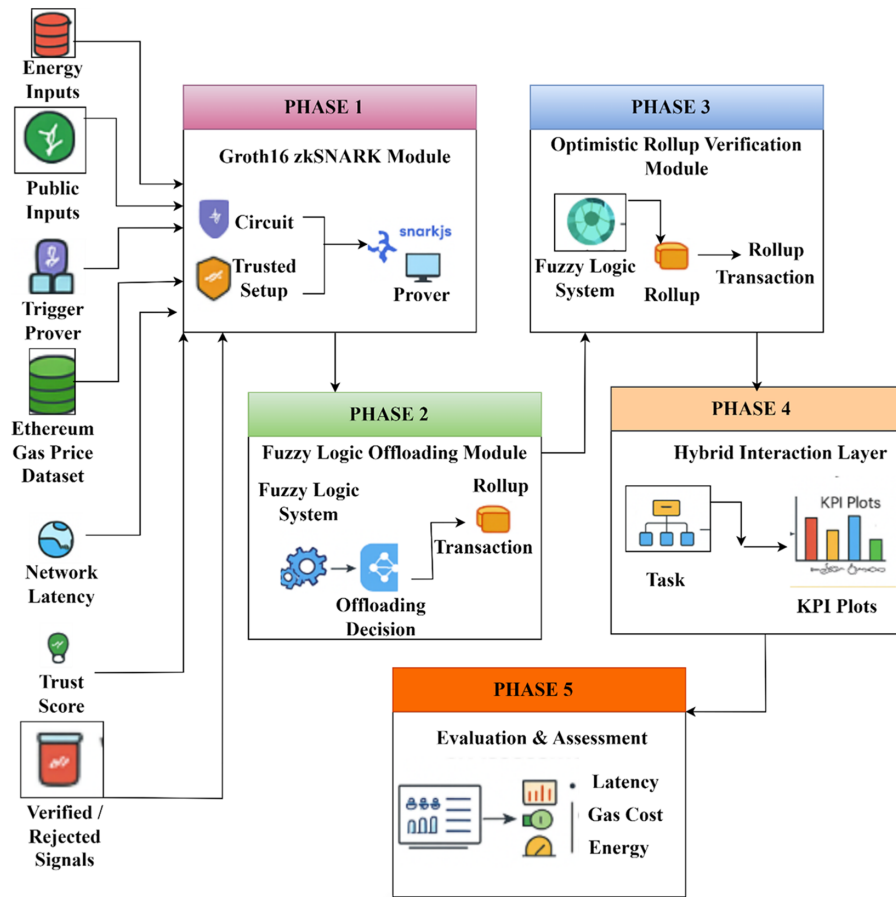 Energy
Inputs
Public
Inputs
Trigger
Prover
Ethereum
Gas Price
Dataset
Network
Latency
Trust
Score
Verified /
Rejected
Signals
PHASE 1
Groth16 zkSNARK Module
Circuit
Trusted
Setup
snarkjs
Prover
PHASE 2
Fuzzy Logic Offloading Module
Fuzzy Logic
System
Offloading
Decision
Rollup
Transaction
PHASE 3
Optimistic Rollup Verification
Module
Fuzzy Logic
System
Rollup
Rollup
Transaction
PHASE 4
Hybrid Interaction Layer
Task
KPI Plots
KPI Plots
PHASE 5
Evaluation & Assessment
Latency
Gas Cost
Energy